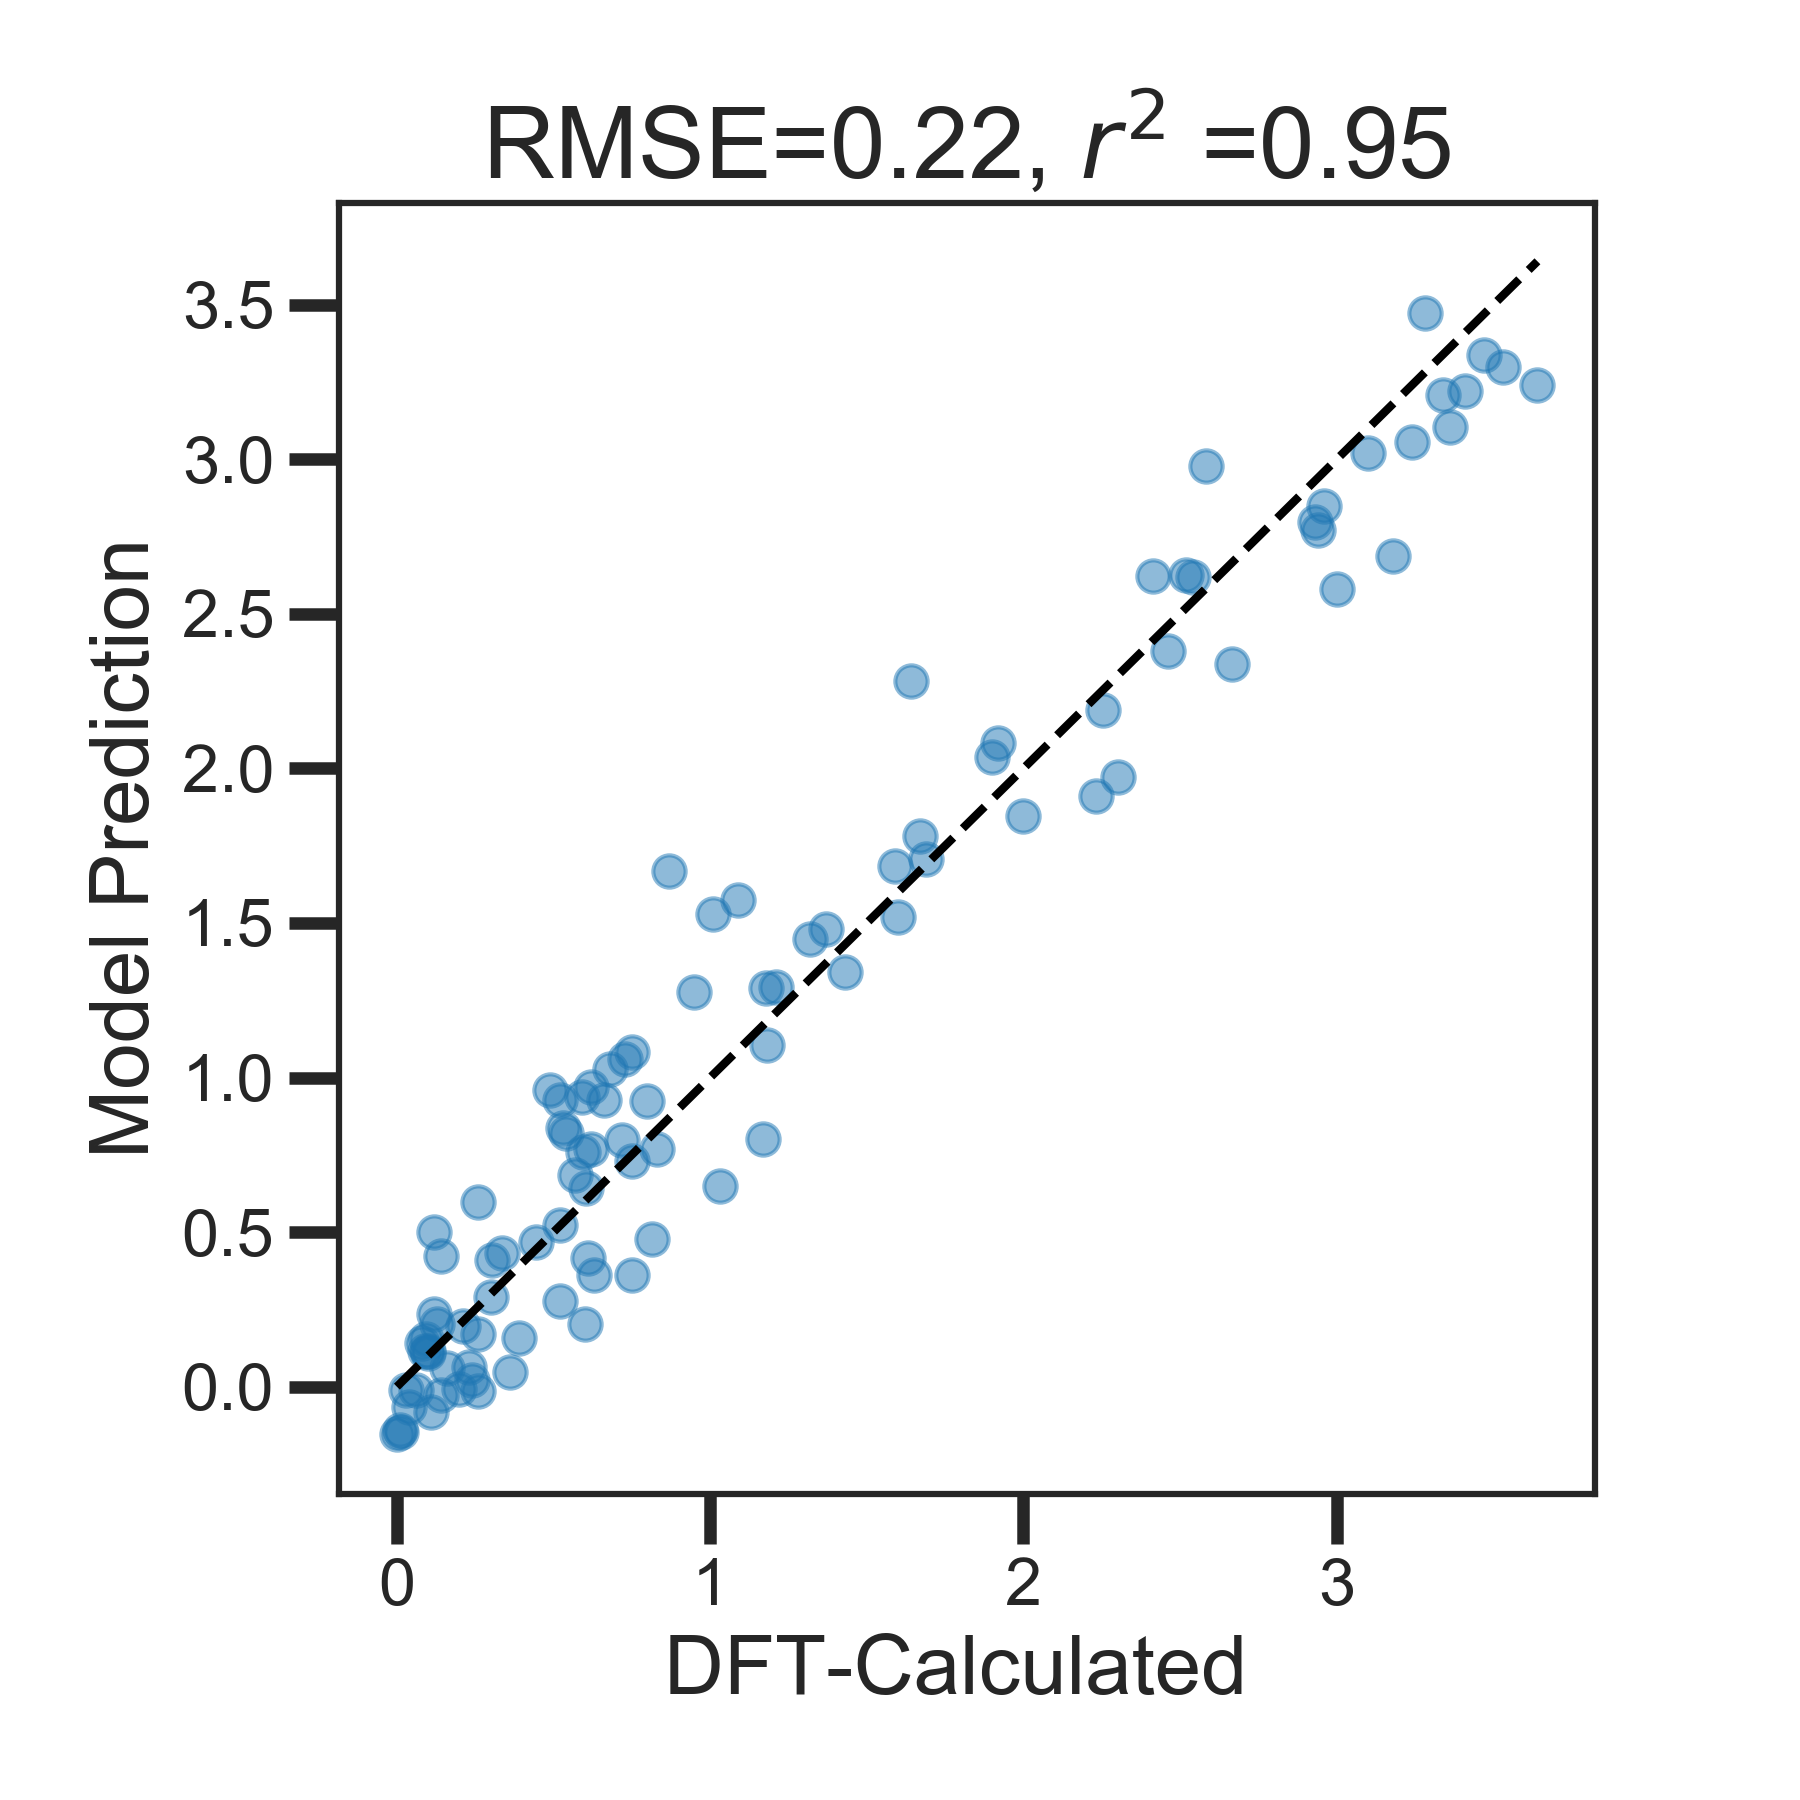 RMSE=0.22, r² =0.95
3.5
3.0
2.5
2.0
1.5
1.0
0.5
0.0
Model Prediction
0 1 2 3
DFT-Calculated